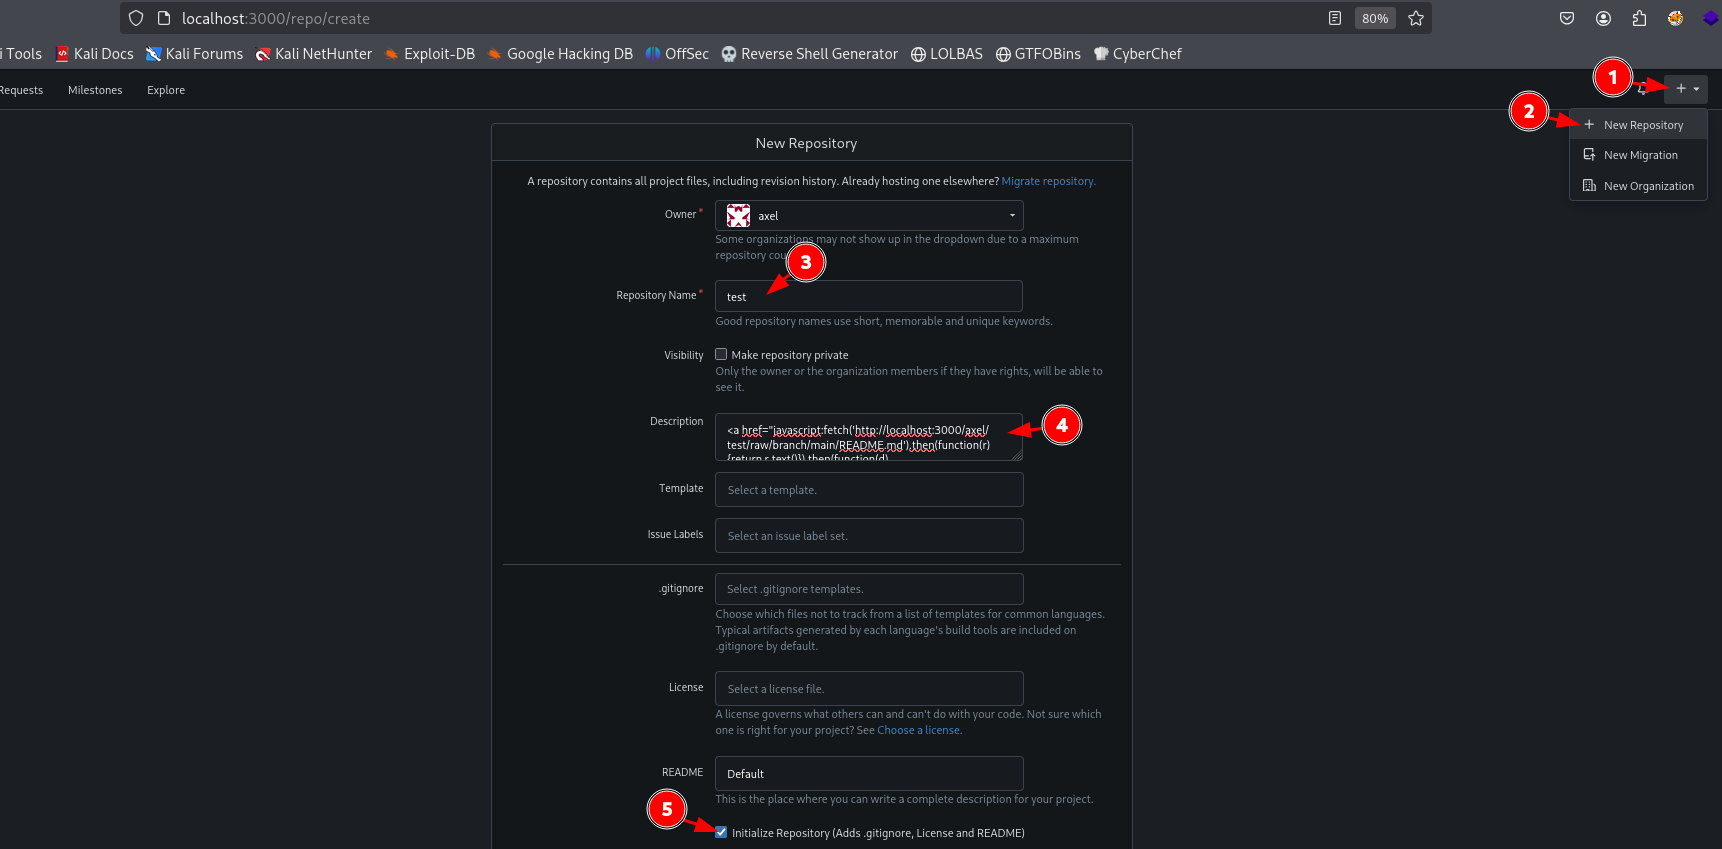 localhost:3000/repo/create
80%
i Tools Kali Docs Kali Forums Kali NetHunter Exploit-DB Google Hacking DB OffSec Reverse Shell Generator LOLBAS GTFOBins CyberChef
Requests Milestones Explore
1
2
New Repository
New Migration
New Organization
New Repository
A repository contains all project files, including revision history. Already hosting one elsewhere? Migrate repository.
Owner* axel
Some organizations may not show up in the dropdown due to a maximum
repository cou
3
Repository Name* test
Good repository names use short, memorable and unique keywords.
Visibility Make repository private
Only the owner or the organization members if they have rights, will be able to
see it.
Description
<a href="javascript:fetch('http://localhost:3000/axel/
test/raw/branch/main/README.md').then(function(r)
{return r.text()}).then(function(d)
4
Template Select a template.
Issue Labels Select an issue label set.
.gitignore Select .gitignore templates.
Choose which files not to track from a list of templates for common languages.
Typical artifacts generated by each language's build tools are included on
.gitignore by default.
License Select a license file.
A license governs what others can and can't do with your code. Not sure which
one is right for your project? See Choose a license.
README Default
This is the place where you can write a complete description for your project.
5
Initialize Repository (Adds .gitignore, License and README)